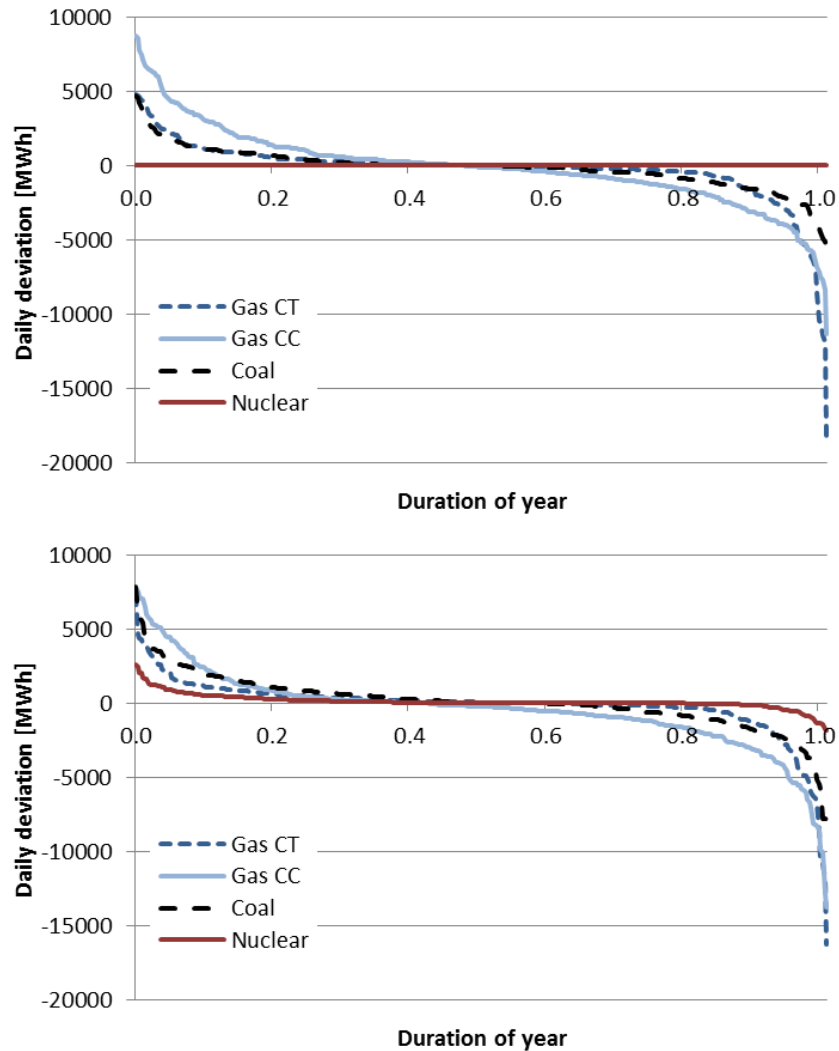 10000
5000
0
-5000
-10000
-15000
-20000
0.0 0.2 0.4 0.6 0.8 1.0
Daily deviation [MWh]
Gas CT
Gas CC
Coal
Nuclear
Duration of year
10000
5000
0
-5000
-10000
-15000
-20000
0.0 0.2 0.4 0.6 0.8 1.0
Daily deviation [MWh]
Gas CT
Gas CC
Coal
Nuclear
Duration of year